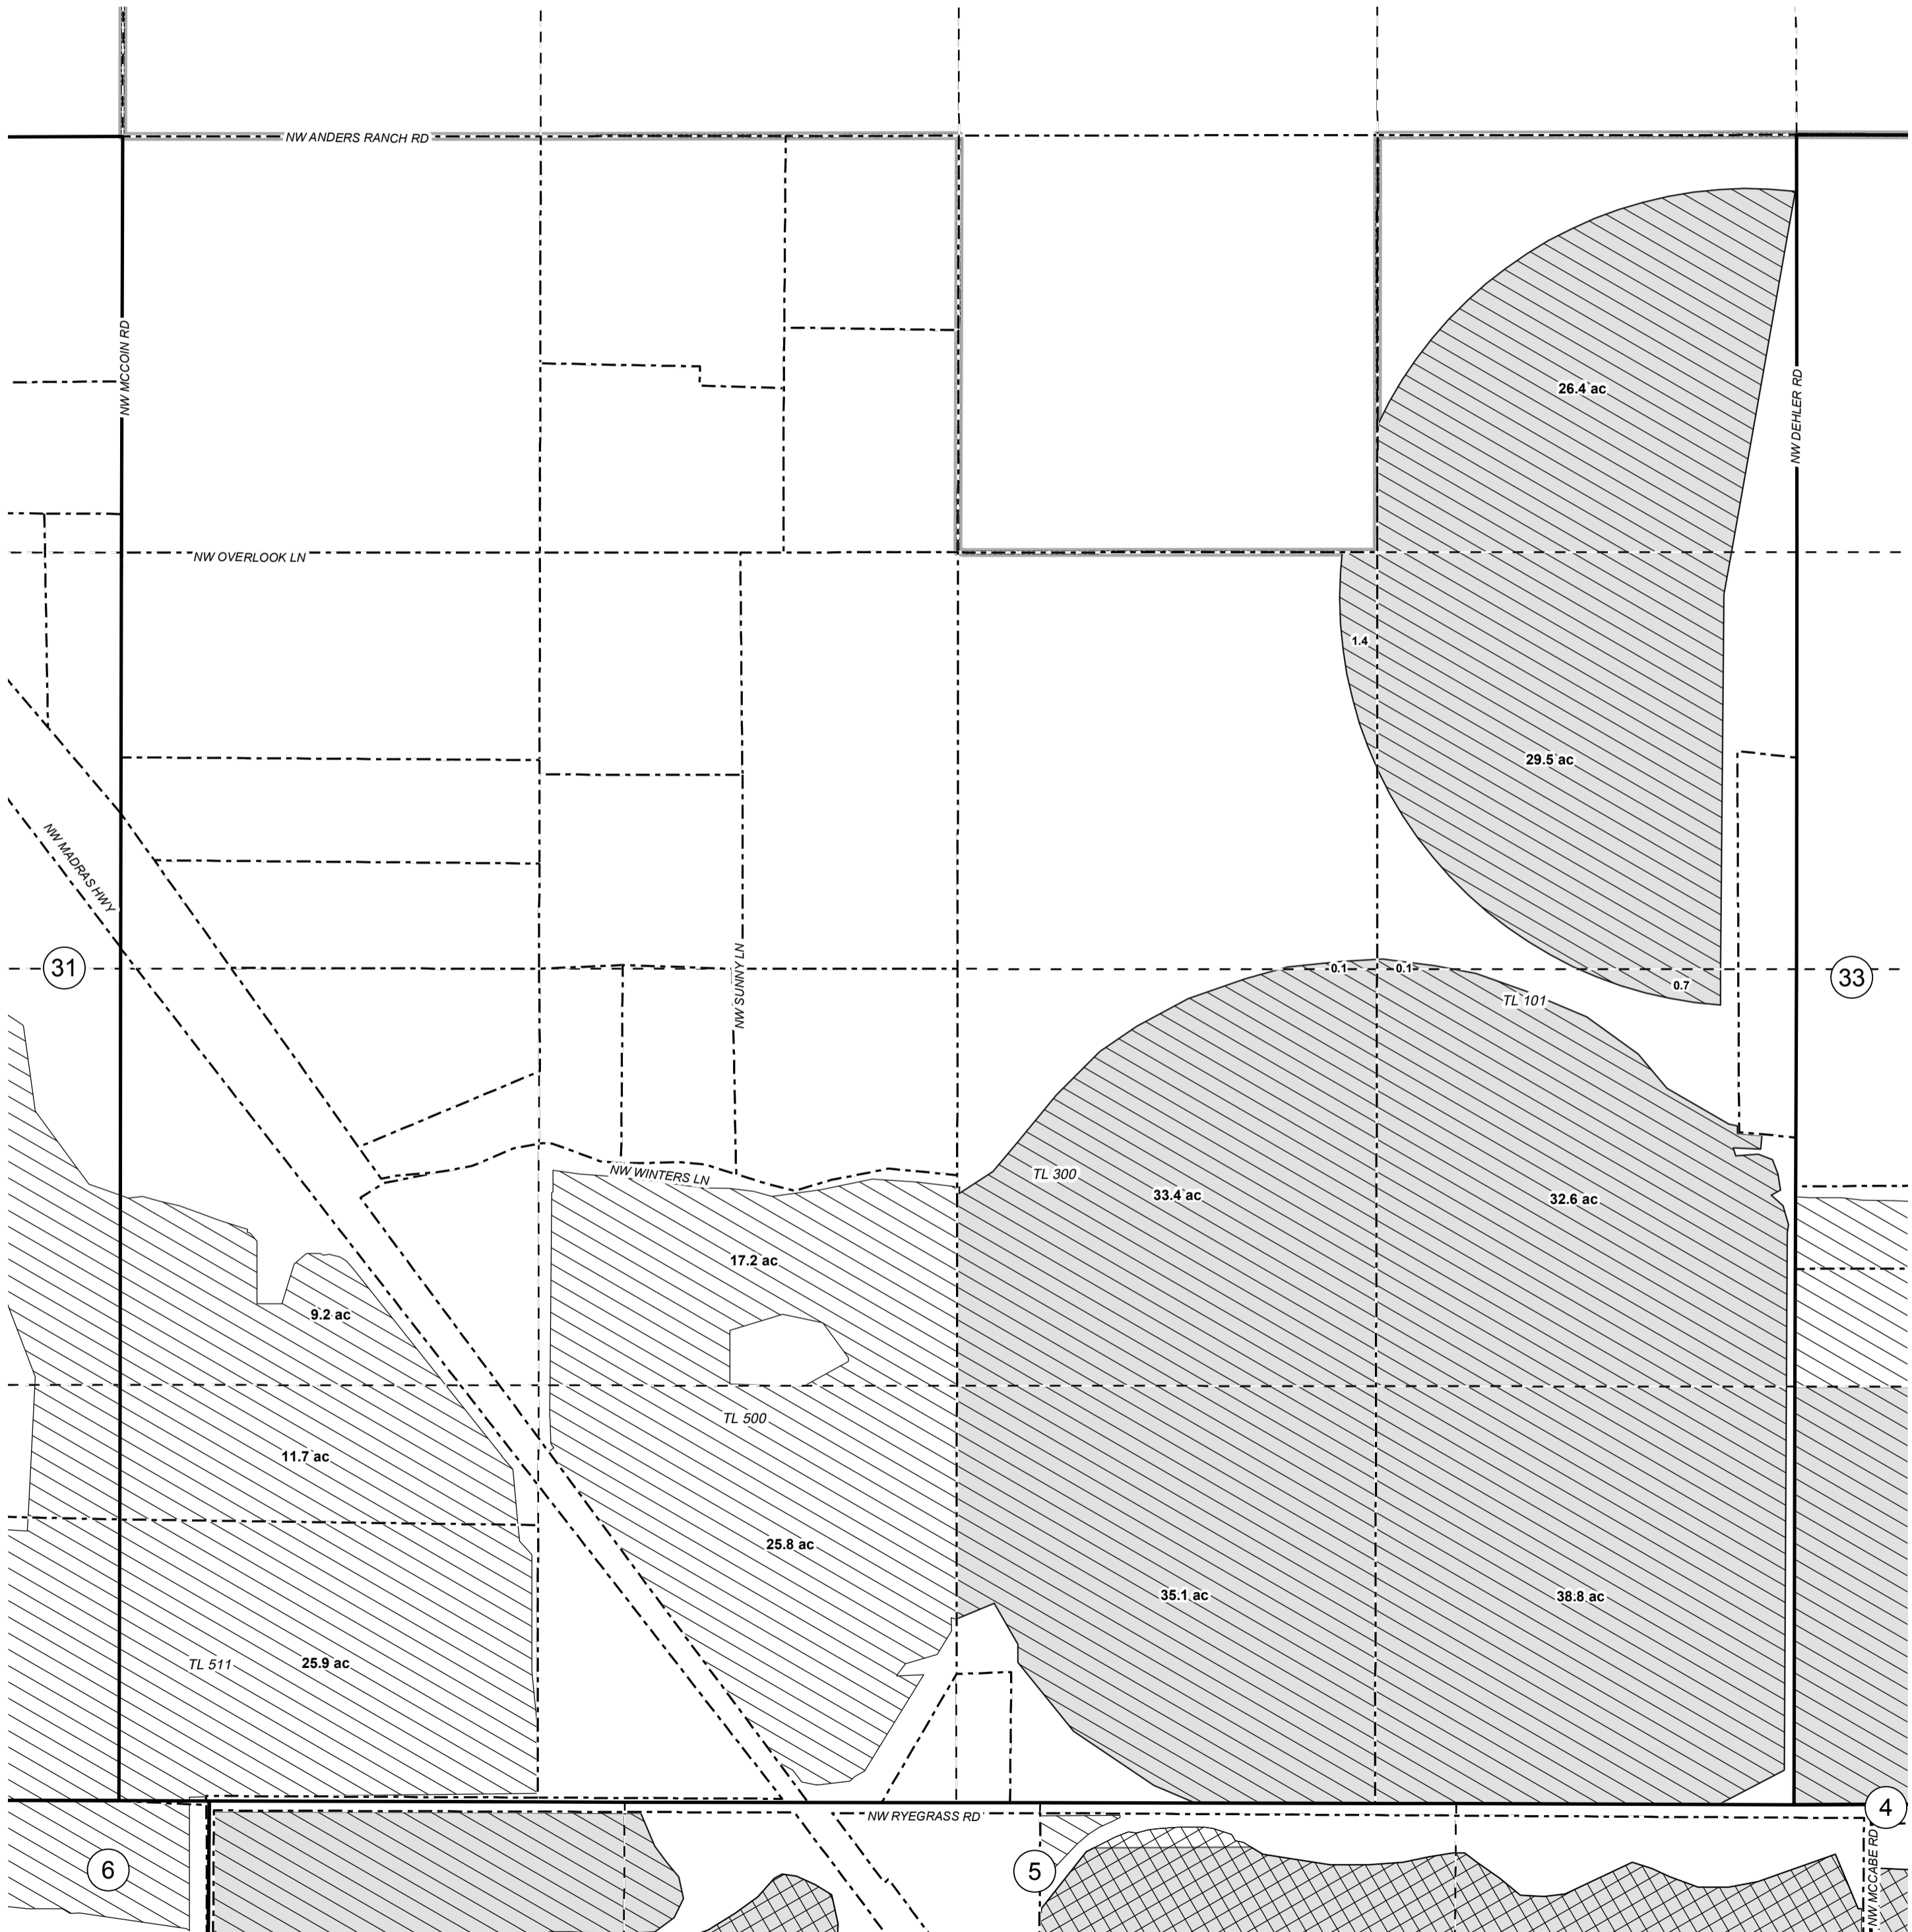 NW ANDERS RANCH RD
NW MCCOIN RD
NW DEHLER RD
26.4 ac
NW OVERLOOK LN
1.4
29.5 ac
NW MADRAS HWY
31
NW SUNNY LN
0.1
0.1
0.7
33
TL 101
NW WINTERS LN
TL 300
33.4 ac
32.6 ac
17.2 ac
9.2 ac
TL 500
11.7 ac
25.8 ac
35.1 ac
38.8 ac
TL 511
25.9 ac
NW RYEGRASS RD
4
6
5
NW MCCABE RD